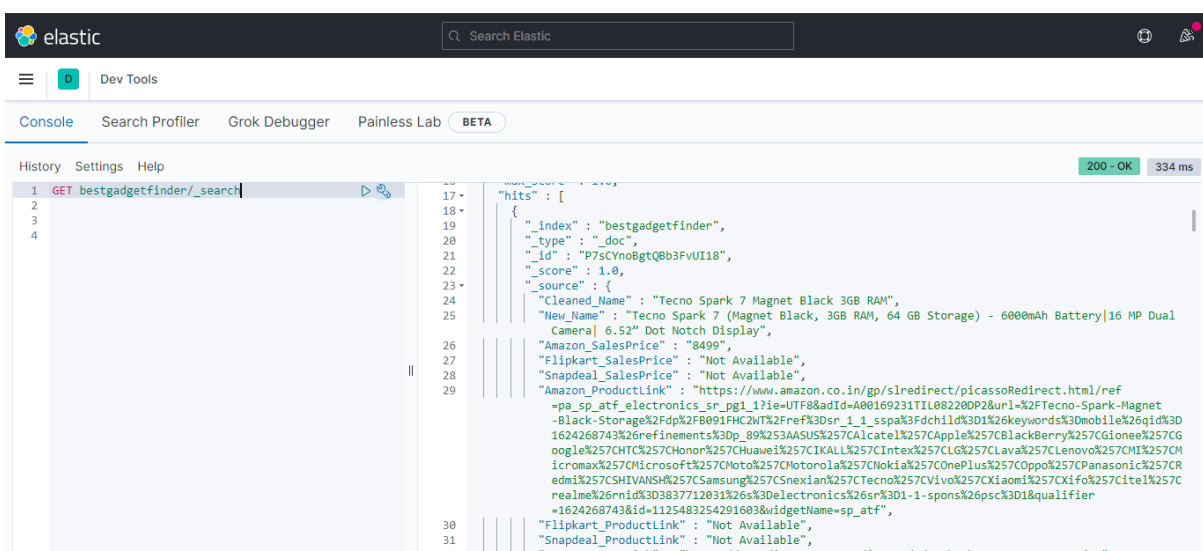 elastic
Search Elastic
D Dev Tools
Console Search Profiler Grok Debugger Painless Lab BETA
History Settings Help
200 - OK 334 ms
1 GET bestgadgetfinder/_search
2
3
4
17 "hits" : [
18 {
19 "_index" : "bestgadgetfinder",
20 "_type" : "_doc",
21 "_id" : "P7sCYnoBgtQBb3FvUI18",
22 "_score" : 1.0,
23 "_source" : {
24 "Cleaned_Name" : "Tecno Spark 7 Magnet Black 3GB RAM",
25 "New_Name" : "Tecno Spark 7 (Magnet Black, 3GB RAM, 64 GB Storage) - 6000mAh Battery|16 MP Dual
Camera| 6.52” Dot Notch Display",
26 "Amazon_SalesPrice" : "8499",
27 "Flipkart_SalesPrice" : "Not Available",
28 "Snapdeal_SalesPrice" : "Not Available",
29 "Amazon_ProductLink" : "https://www.amazon.co.in/gp/slredirect/picassoRedirect.html/ref
=pa_sp_atf_electronics_sr_pg1_1?ie=UTF8&adId=A00169231TIL08220DP2&url=%2FTecno-Spark-Magnet
-Black-Storage%2Fdp%2FB091FHC2WT%2Fref%3Dsr_1_1_sspa%3Fdchild%3D1%26keywords%3Dmobile%26qid%3D
1624268743%26refinements%3Dp_89%253AASUS%257CAlcatel%257CApple%257CBlackBerry%257CGionee%257CG
oogle%257CHTC%257CHonor%257CHuawei%257CIKALL%257CIntex%257CLG%257CLava%257CLenovo%257CMI%257CM
icromax%257CMicrosoft%257CMoto%257CMotorola%257CNokia%257COnePlus%257COppo%257CPanasonic%257CR
edmi%257CSHIVANSH%257CSamsung%257CSnexian%257CTecno%257CVivo%257CXiaomi%257CXifo%257Citel%257C
realme%26rnid%3D3837712031%26s%3Delectronics%26sr%3D1-1-spons%26psc%3D1&qualifier
=1624268743&id=1125483254291603&widgetName=sp_atf",
30 "Flipkart_ProductLink" : "Not Available",
31 "Snapdeal_ProductLink" : "Not Available",